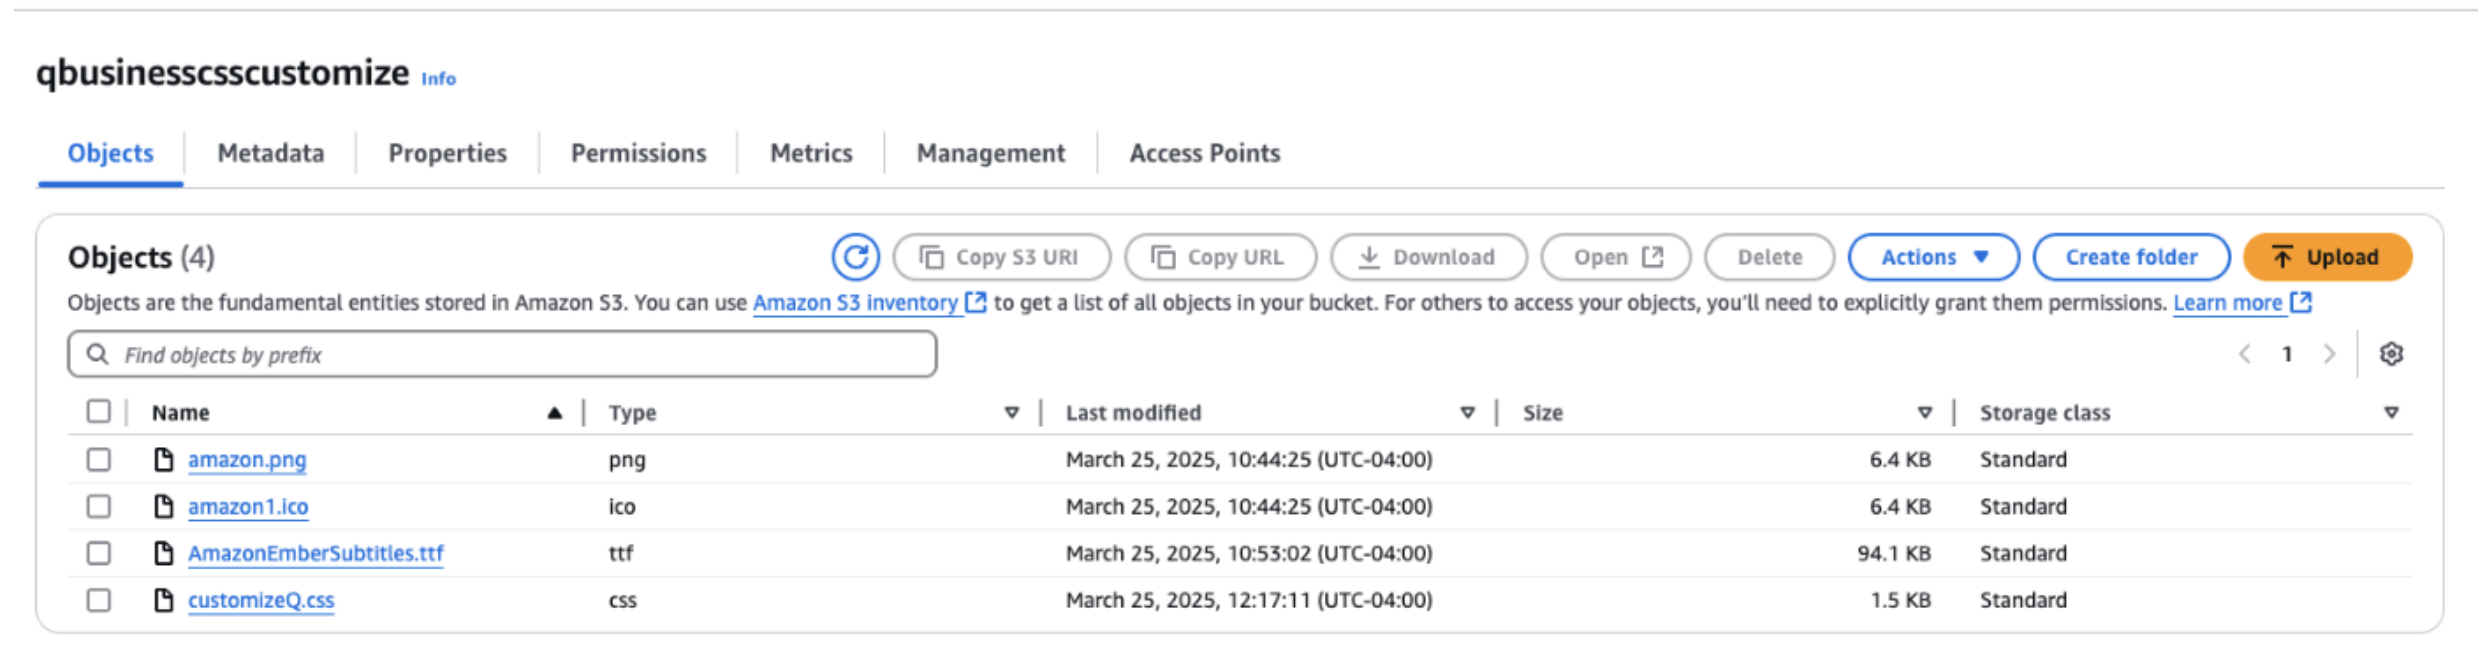 qbusinesscsscustomize Info
Objects Metadata Properties Permissions Metrics Management Access Points
Objects (4) Copy S3 URI Copy URL Download Open Delete Actions Create folder Upload
Objects are the fundamental entities stored in Amazon S3. You can use Amazon S3 inventory to get a list of all objects in your bucket. For others to access your objects, you'll need to explicitly grant them permissions. Learn more
Find objects by prefix 1
Name Type Last modified Size Storage class
amazon.png png March 25, 2025, 10:44:25 (UTC-04:00) 6.4 KB Standard
amazon1.ico ico March 25, 2025, 10:44:25 (UTC-04:00) 6.4 KB Standard
AmazonEmberSubtitles.ttf ttf March 25, 2025, 10:53:02 (UTC-04:00) 94.1 KB Standard
customizeQ.css css March 25, 2025, 12:17:11 (UTC-04:00) 1.5 KB Standard